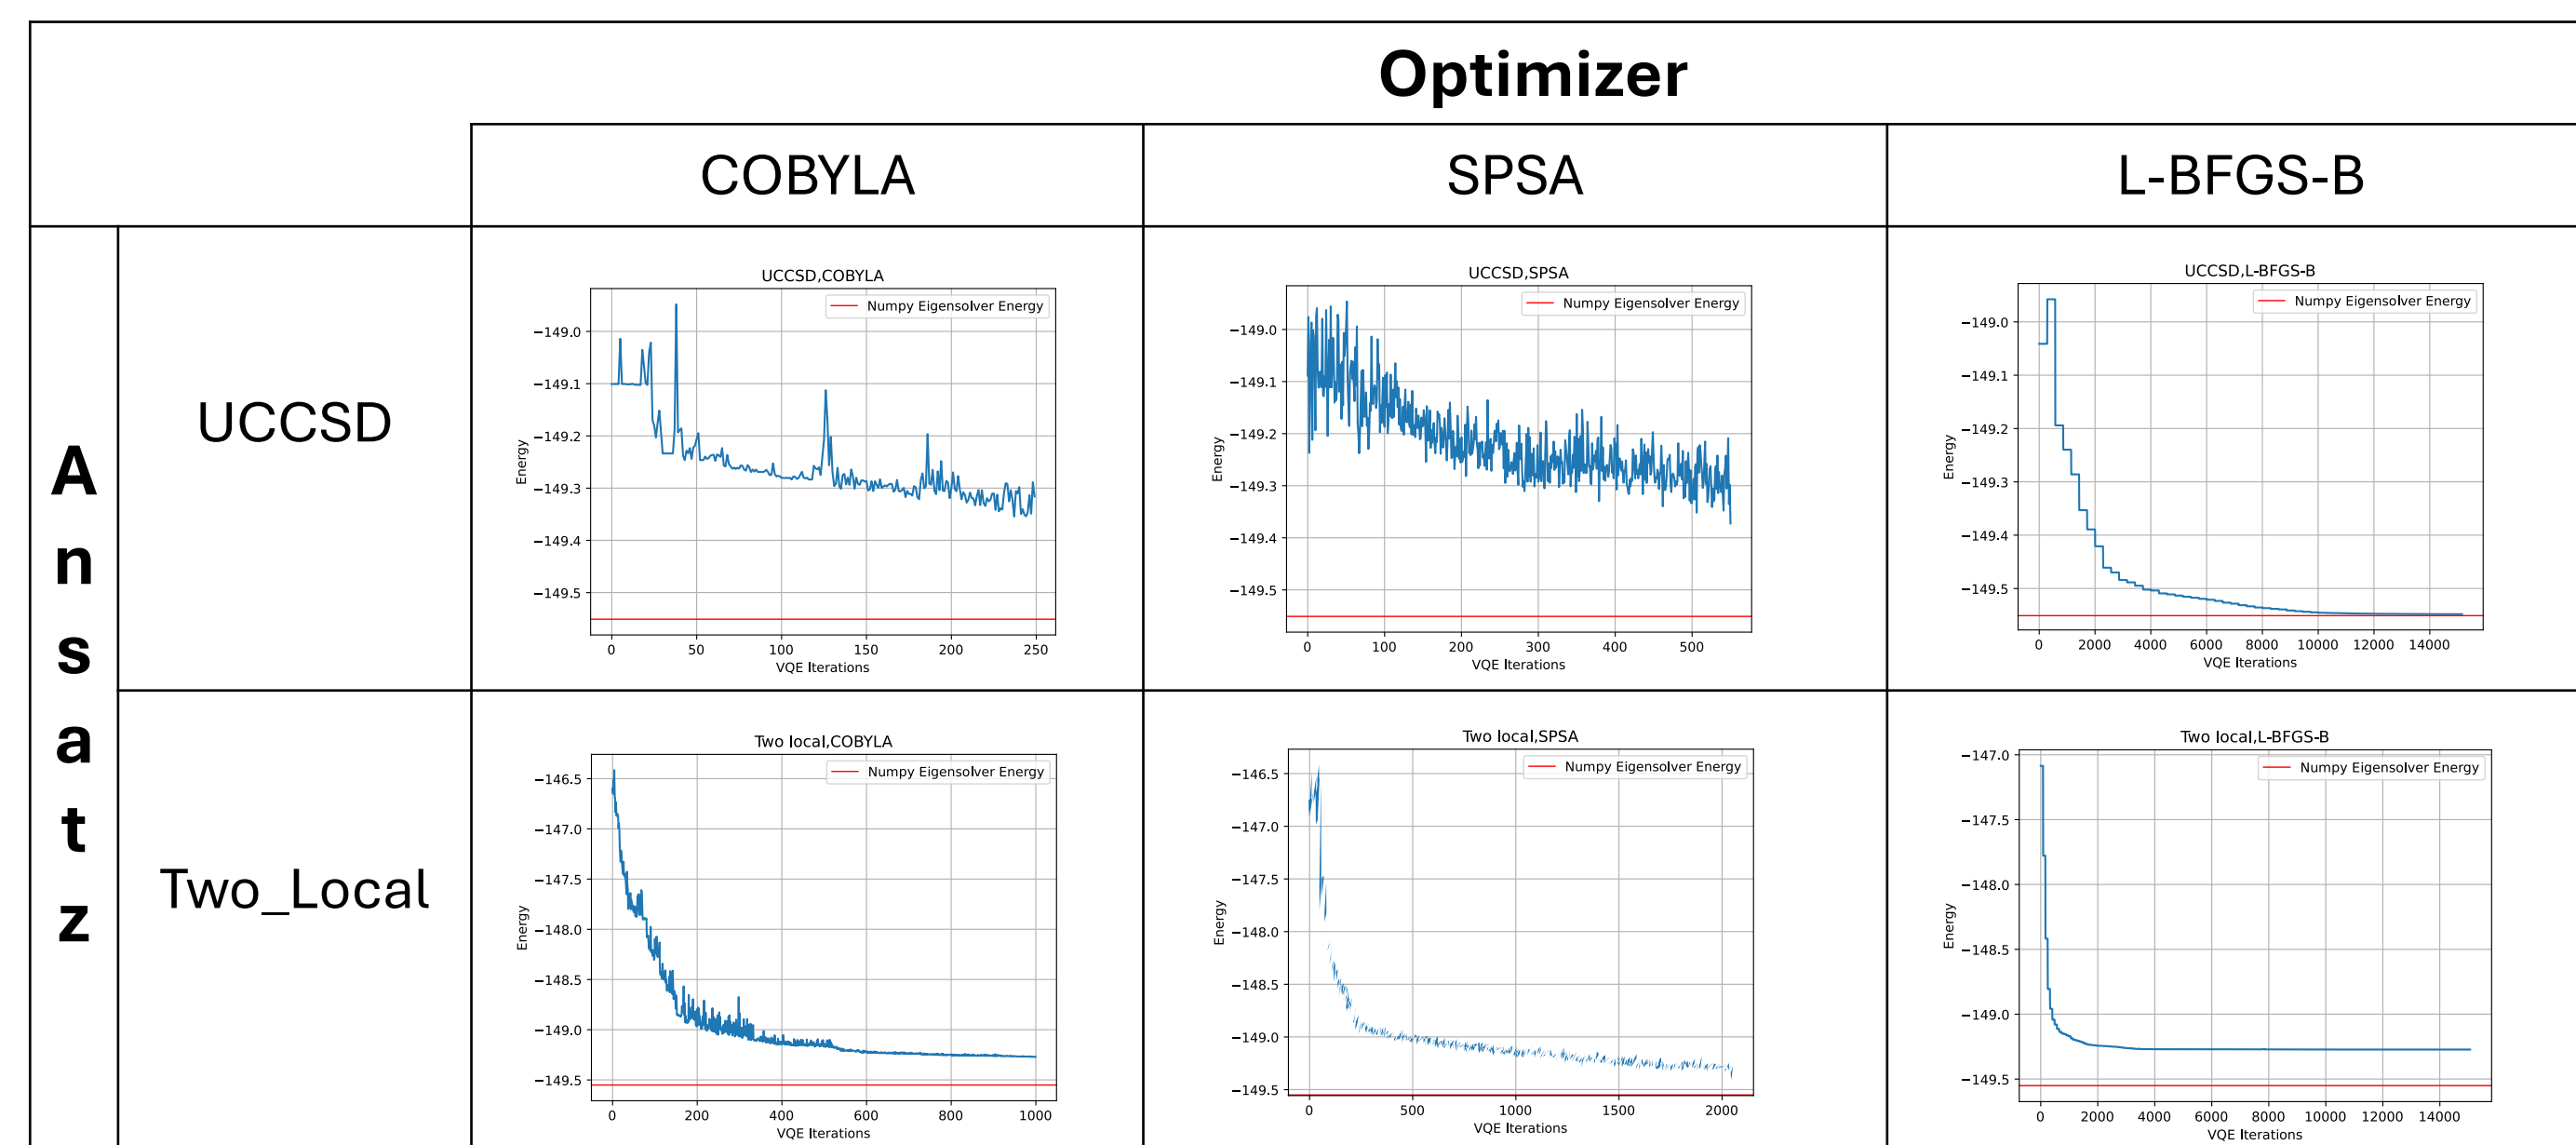 Optimizer
COBYLA
SPSA
L-BFGS-B
Ansatz
UCCSD
UCCSD,COBYLA
Numpy Eigensolver Energy
−149.0
−149.1
−149.2
−149.3
−149.4
−149.5
Energy
0 50 100 150 200 250
VQE Iterations
UCCSD,SPSA
Numpy Eigensolver Energy
−149.0
−149.1
−149.2
−149.3
−149.4
−149.5
Energy
0 100 200 300 400 500
VQE Iterations
UCCSD,L-BFGS-B
Numpy Eigensolver Energy
−149.0
−149.1
−149.2
−149.3
−149.4
−149.5
Energy
0 2000 4000 6000 8000 10000 12000 14000
VQE Iterations
Two_Local
Two local,COBYLA
Numpy Eigensolver Energy
−146.5
−147.0
−147.5
−148.0
−148.5
−149.0
−149.5
Energy
0 200 400 600 800 1000
VQE Iterations
Two local,SPSA
Numpy Eigensolver Energy
−146.5
−147.0
−147.5
−148.0
−148.5
−149.0
−149.5
Energy
0 500 1000 1500 2000
VQE Iterations
Two local,L-BFGS-B
Numpy Eigensolver Energy
−147.0
−147.5
−148.0
−148.5
−149.0
−149.5
Energy
0 2000 4000 6000 8000 10000 12000 14000
VQE Iterations